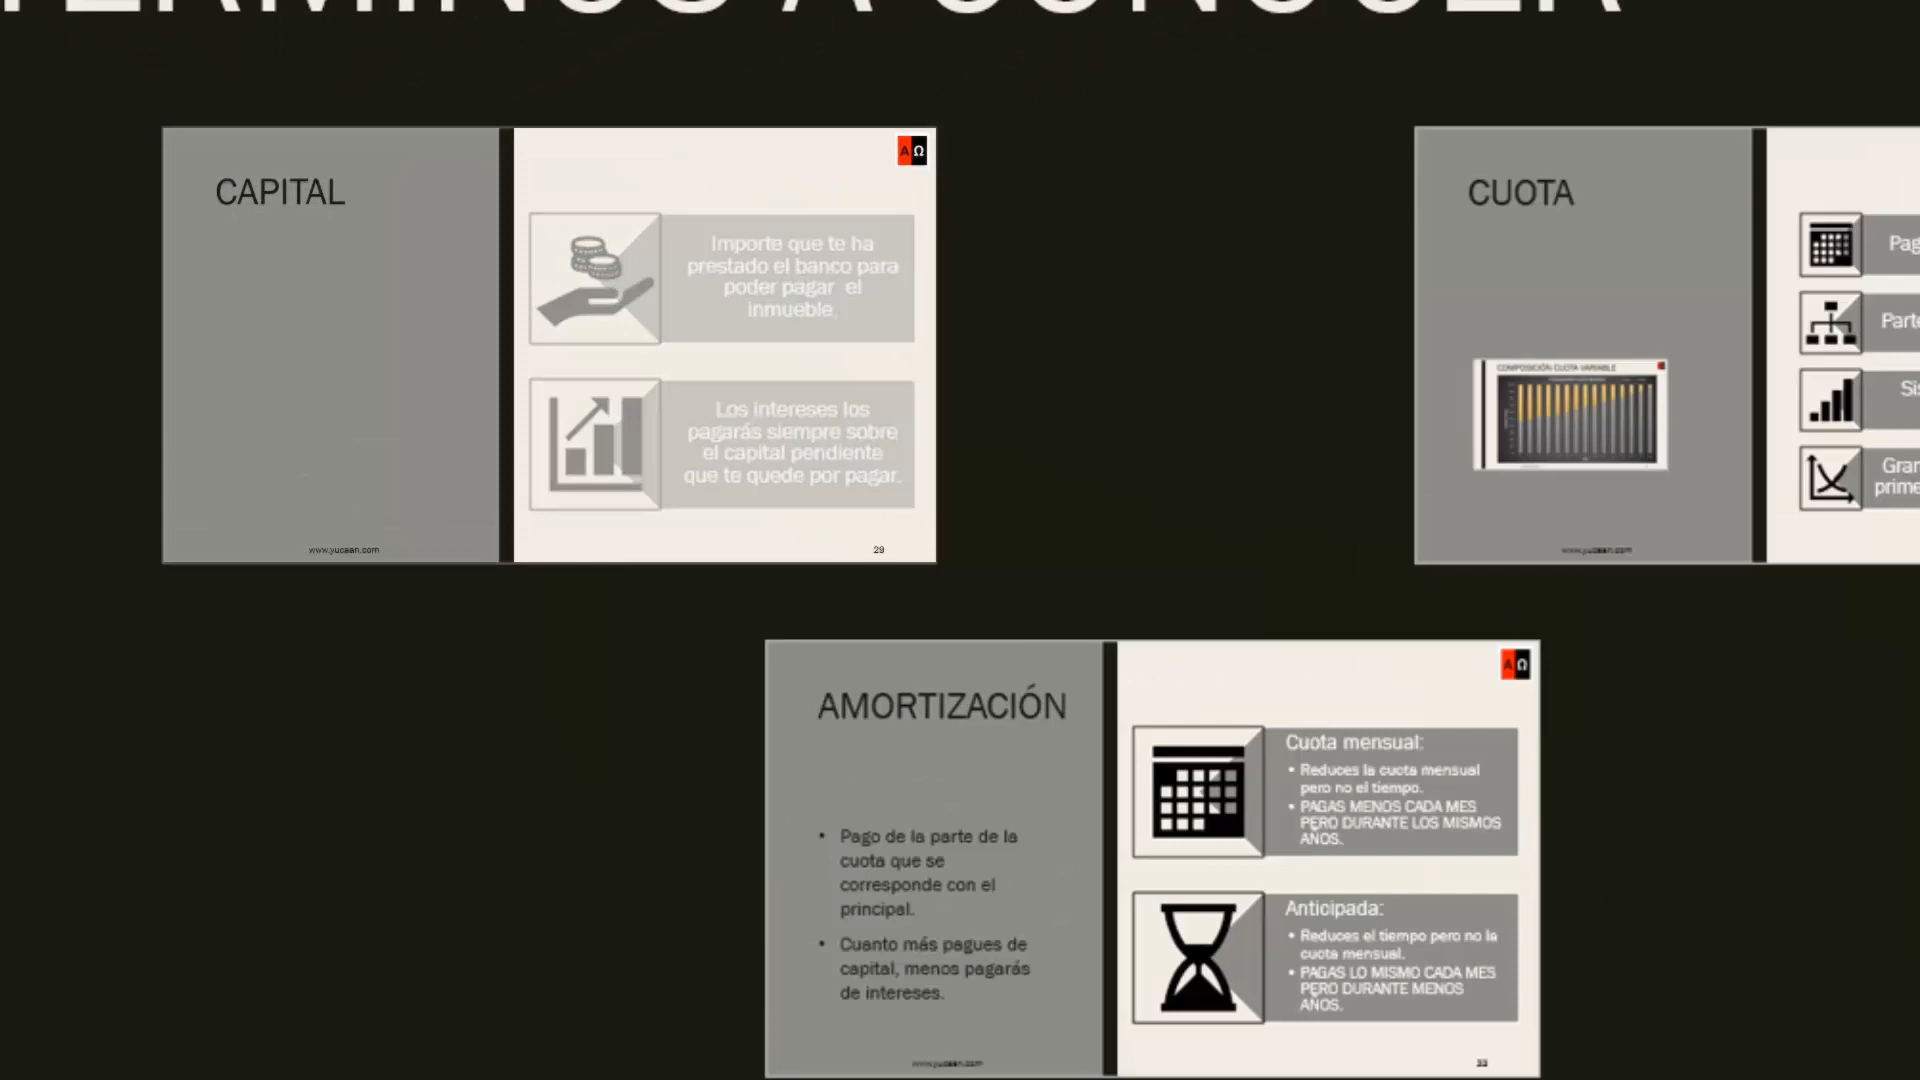 TÉRMINOS A CONOCER
CAPITAL
AΩ
Importe que te ha
prestado el banco para
poder pagar el
inmueble.
Los intereses los
pagarás siempre sobre
el capital pendiente
que te quede por pagar.
www.yucaan.com
29
CUOTA
COMPOSICIÓN CUOTA VARIABLE
www.yucaan.com
AMORTIZACIÓN
• Pago de la parte de la
cuota que se
corresponde con el
principal.
• Cuanto más pagues de
capital, menos pagarás
de intereses.
AΩ
Cuota mensual:
• Reduces la cuota mensual
pero no el tiempo.
• PAGAS MENOS CADA MES
PERO DURANTE LOS MISMOS
AÑOS.
Anticipada:
• Reduces el tiempo pero no la
cuota mensual.
• PAGAS LO MISMO CADA MES
PERO DURANTE MENOS
AÑOS.
www.yucaan.com
33